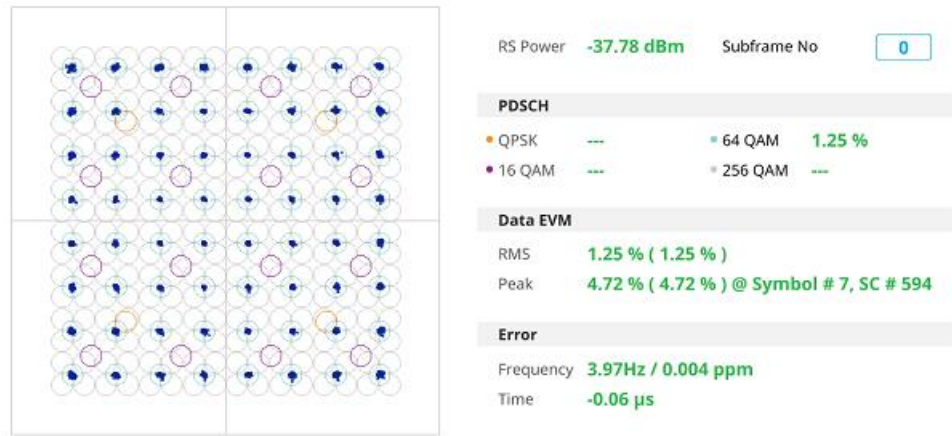 RS Power -37.78 dBm Subframe No 0
PDSCH
QPSK --- 64 QAM 1.25 %
16 QAM --- 256 QAM ---
Data EVM
RMS 1.25 % ( 1.25 % )
Peak 4.72 % ( 4.72 % ) @ Symbol # 7, SC # 594
Error
Frequency 3.97Hz / 0.004 ppm
Time -0.06 µs